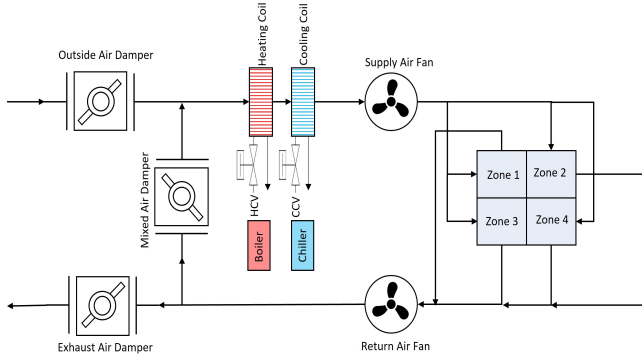 Outside Air Damper
Heating Coil
Cooling Coil
Supply Air Fan
Mixed Air Damper
HCV
CCV
Boiler
Chiller
Zone 1
Zone 2
Zone 3
Zone 4
Exhaust Air Damper
Return Air Fan